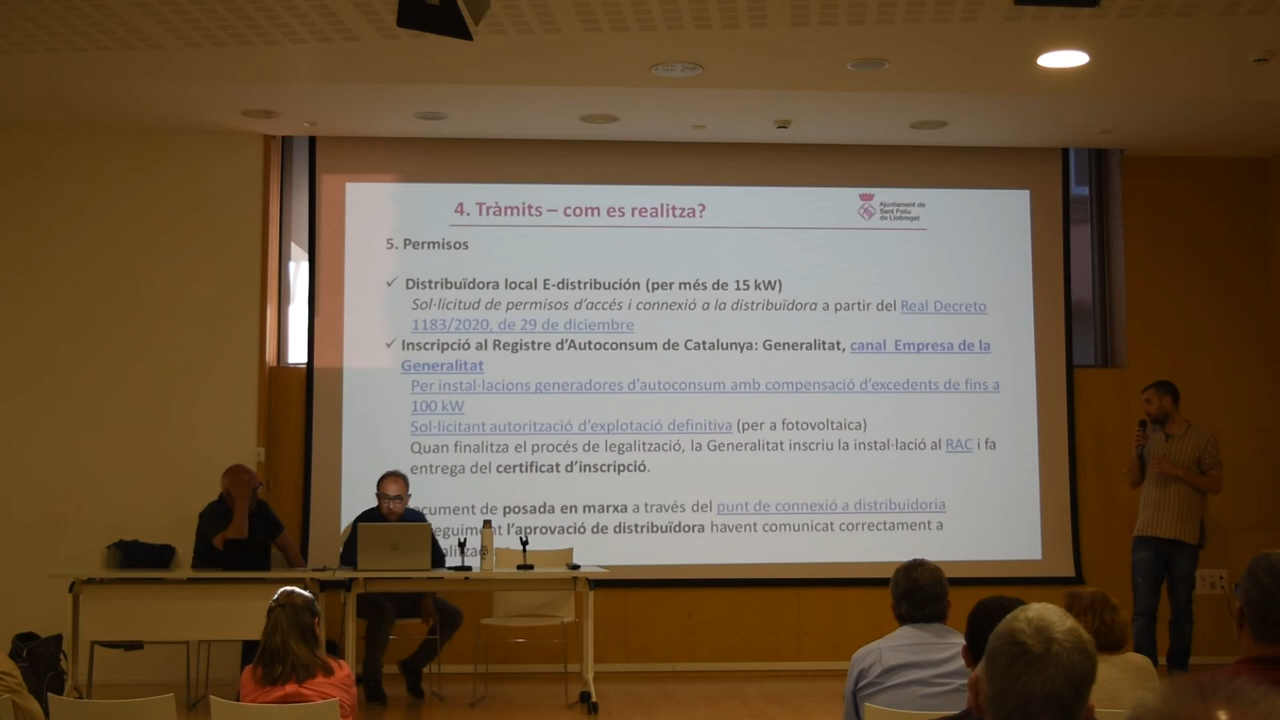 4. Tràmits – com es realitza?
Ajuntament de
Sant Feliu
de Llobregat
5. Permisos
✓ Distribuïdora local E-distribución (per més de 15 kW)
Sol·licitud de permisos d'accés i connexió a la distribuïdora a partir del Real Decreto
1183/2020, de 29 de diciembre
✓ Inscripció al Registre d'Autoconsum de Catalunya: Generalitat, canal Empresa de la
Generalitat
Per instal·lacions generadores d'autoconsum amb compensació d'excedents de fins a
100 kW
Sol·licitant autorització d'explotació definitiva (per a fotovoltaica)
Quan finalitza el procés de legalització, la Generalitat inscriu la instal·lació al RAC i fa
entrega del certificat d'inscripció.
de posada en marxa a través del punt de connexió a distribuidoria
l'aprovació de distribuïdora havent comunicat correctament a